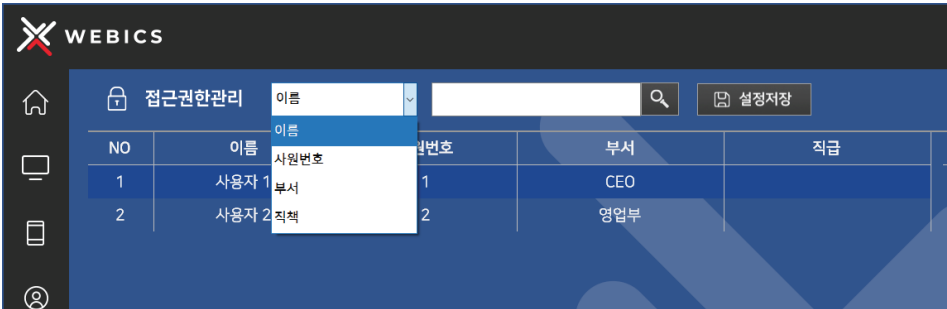 WEBICS
접근권한관리 이름 설정저장
이름
사원번호
부서
직책
NO 이름 번호 부서 직급
1 사용자 1 1 CEO
2 사용자 2 2 영업부